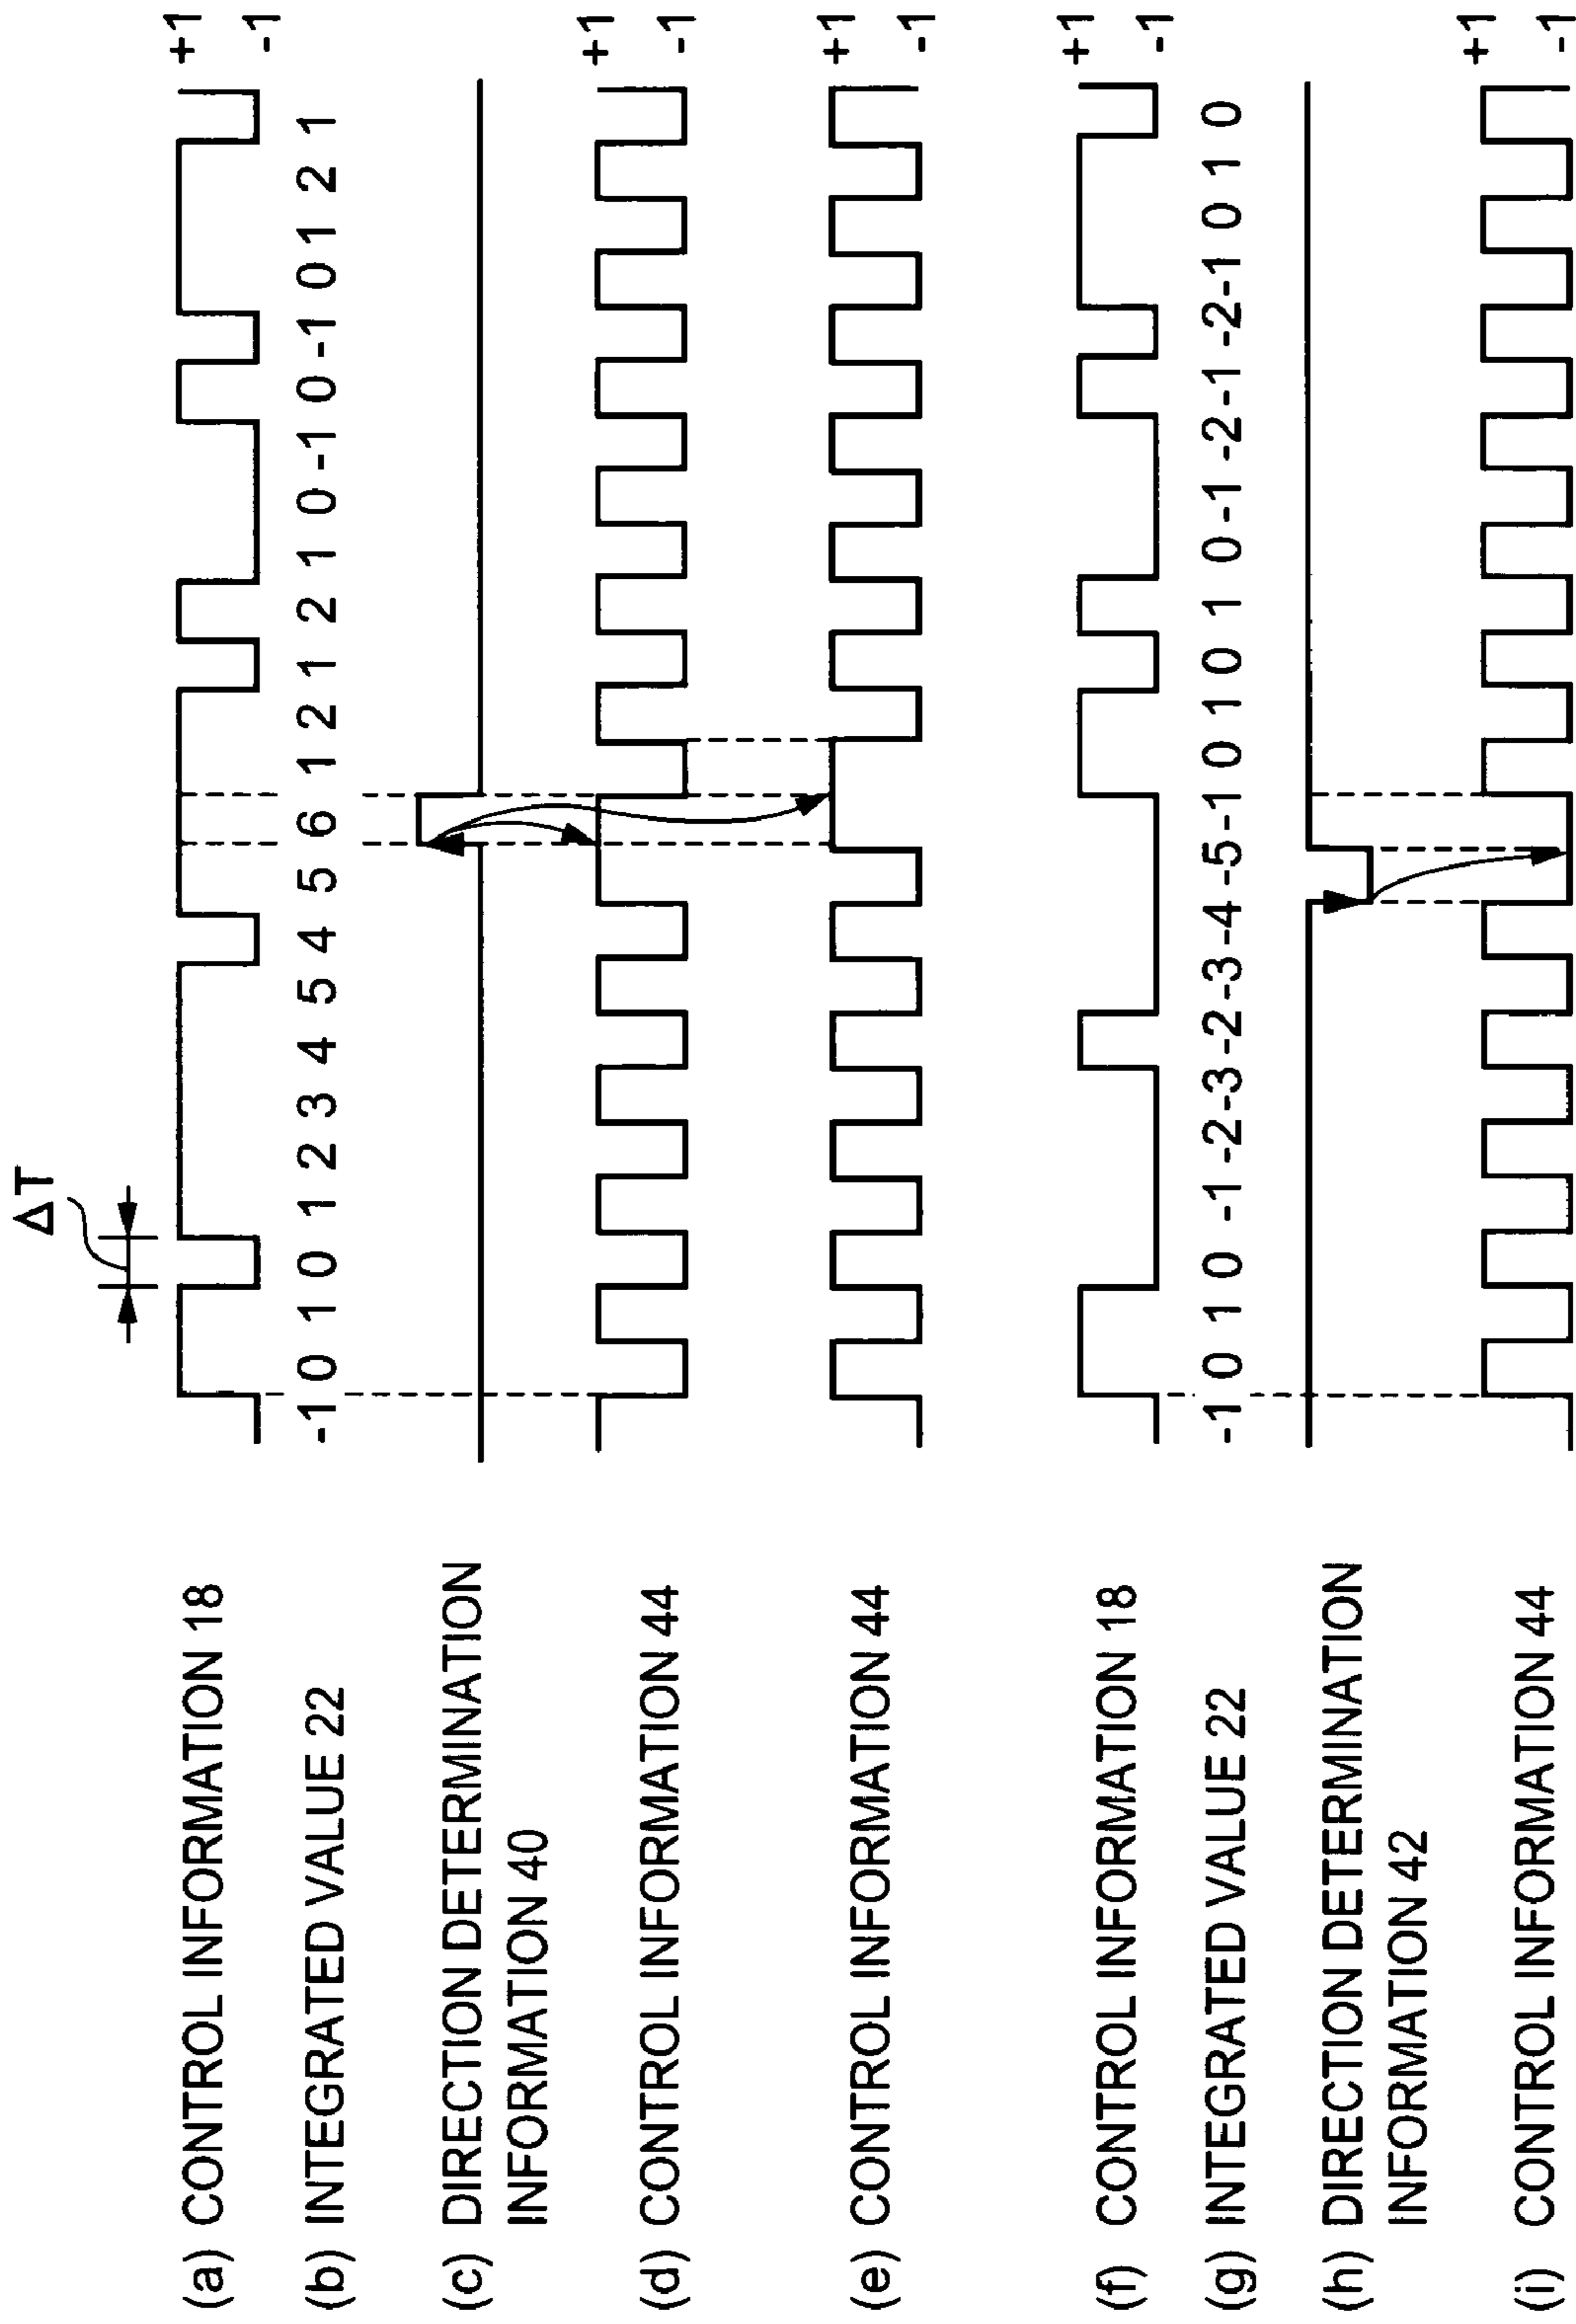 ΔT
(a) CONTROL INFORMATION 18
+1
-1
(b) INTEGRATED VALUE 22
-1 0 1 0 1 2 3 4 5 4 5 6 1 2 1 2 1 0 -1 0 -1 0 1 2 1
(c) DIRECTION DETERMINATION
INFORMATION 40
(d) CONTROL INFORMATION 44
+1
-1
(e) CONTROL INFORMATION 44
+1
-1
(f) CONTROL INFORMATION 18
+1
-1
(g) INTEGRATED VALUE 22
-1 0 1 0 -1 -2-3-2-3-4-5-1 0 1 0 1 0 -1 -2-1-2-1 0 1 0
(h) DIRECTION DETERMINATION
INFORMATION 42
(i) CONTROL INFORMATION 44
+1
-1